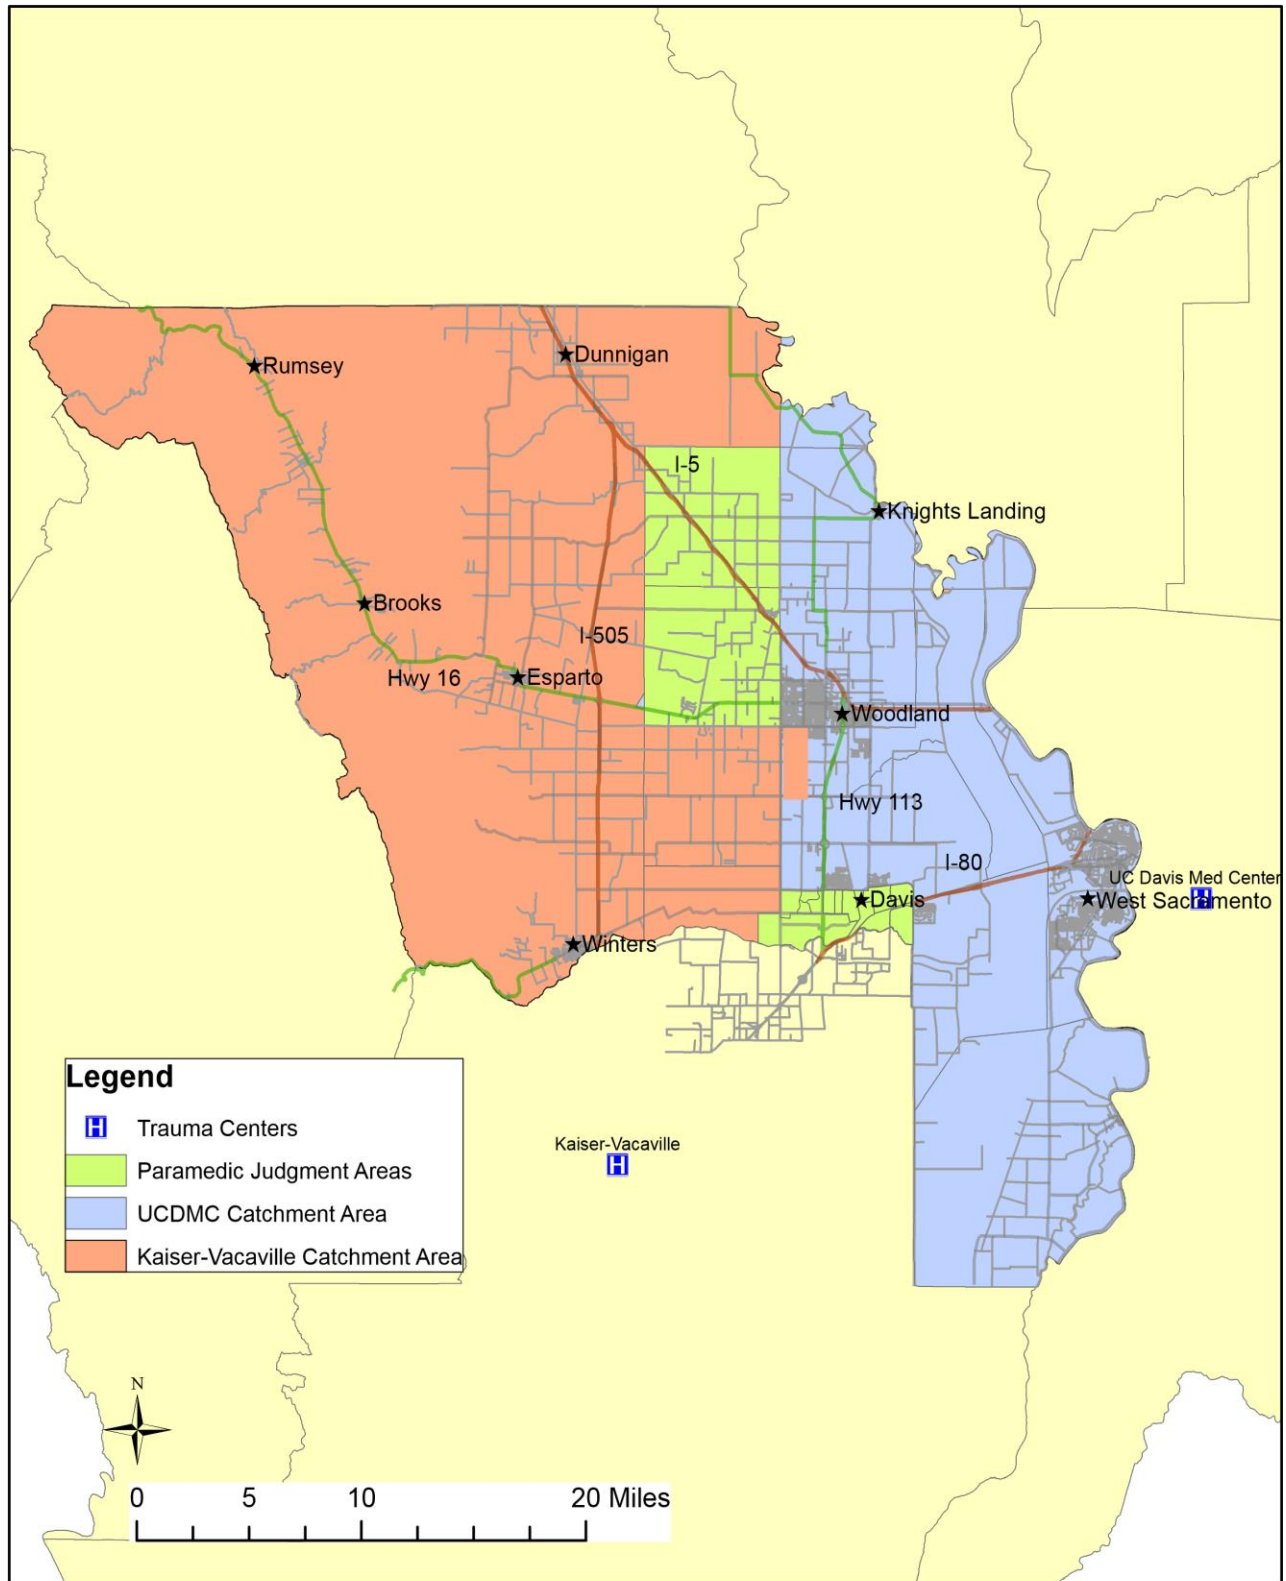 Rumsey
Dunnigan
I-5
Knights Landing
Brooks
I-505
Hwy 16
Esparto
Woodland
Hwy 113
I-80
UC Davis Med Center
H
Davis
West Sacramento
Winters
Legend
H Trauma Centers
Paramedic Judgment Areas
UCDMC Catchment Area
Kaiser-Vacaville Catchment Area
Kaiser-Vacaville
H
N
0 5 10 20 Miles